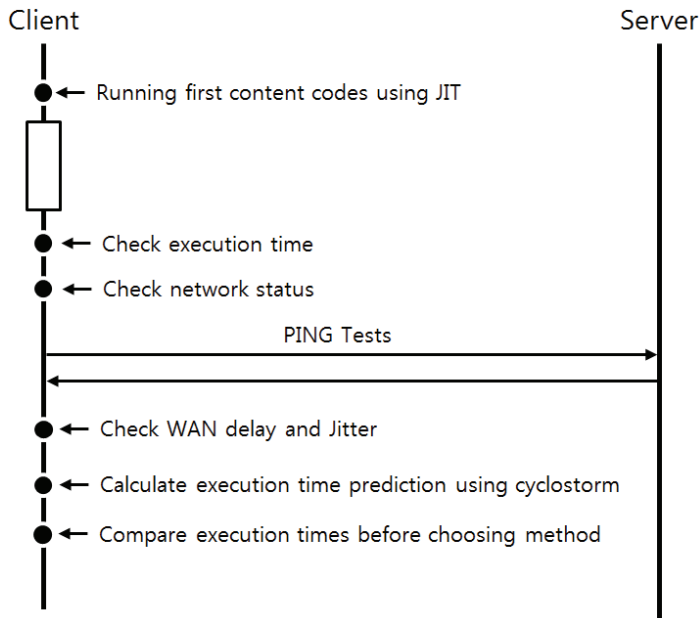 Client
Server
Running first content codes using JIT
Check execution time
Check network status
PING Tests
Check WAN delay and Jitter
Calculate execution time prediction using cyclostorm
Compare execution times before choosing method